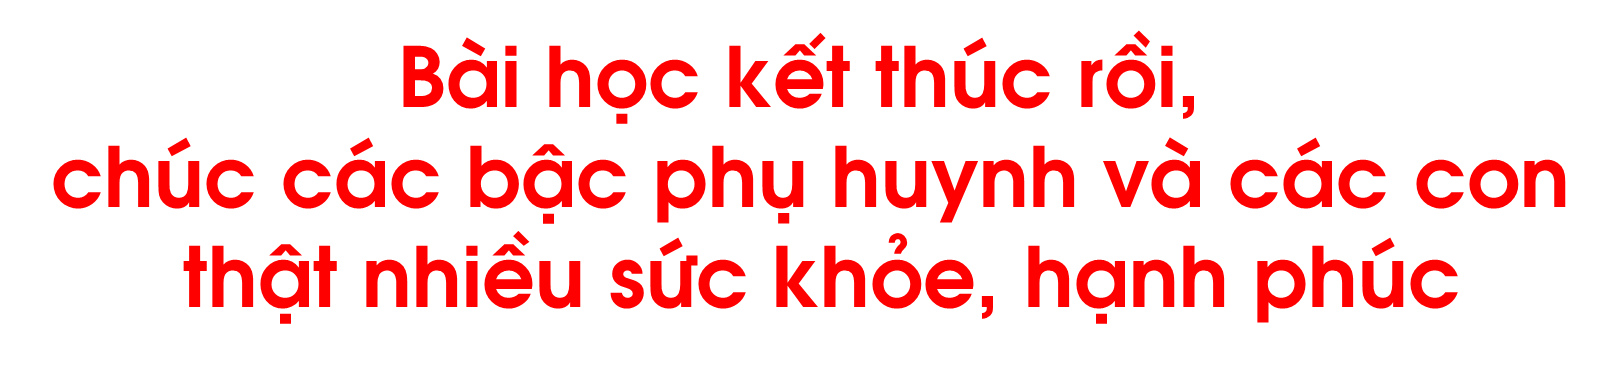 Bài học kết thúc rồi,
chúc các bậc phụ huynh và các con
thật nhiều sức khỏe, hạnh phúc